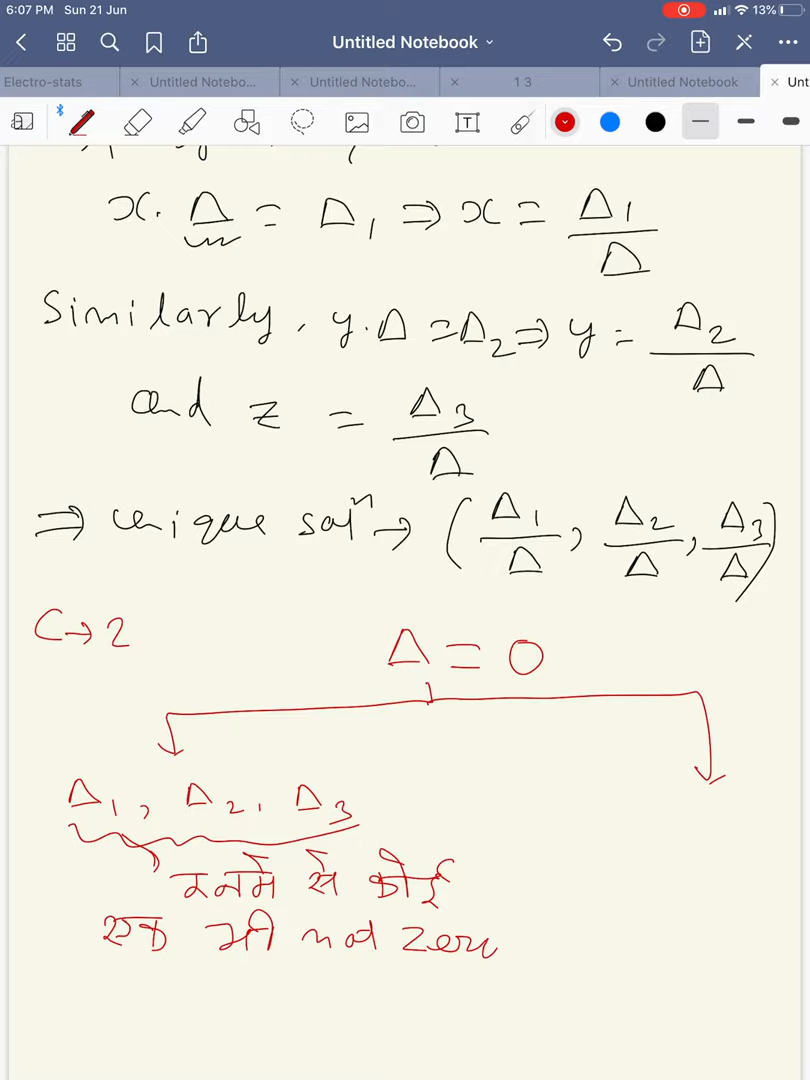 6:07 PM Sun 21 Jun 13%
Untitled Notebook
Electro-stats Untitled Notebo... Untitled Notebo... 1 3 Untitled Notebook Unt
x. Δ = Δ₁ ⇒ x = Δ₁/Δ
Similarly, y.Δ = Δ₂ ⇒ y = Δ₂/Δ
and z = Δ₃/Δ
⇒ unique solⁿ → (Δ₁/Δ, Δ₂/Δ, Δ₃/Δ)
C→2 Δ = 0
Δ₁, Δ₂, Δ₃
इनमे से कोई
एक भी not zero